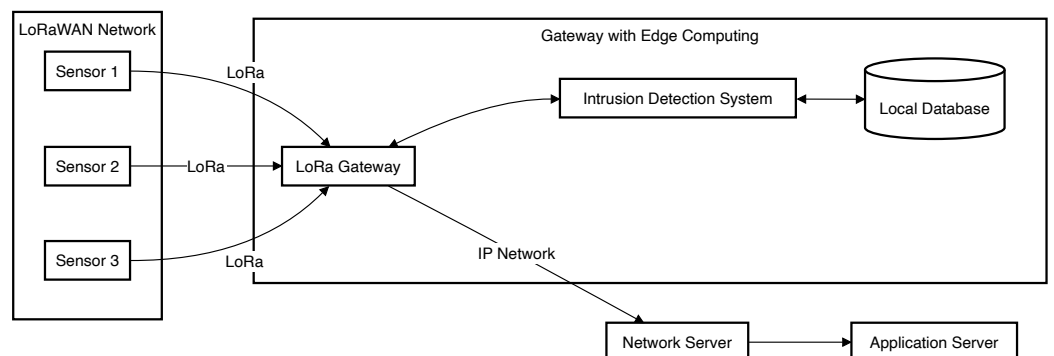 LoRaWAN Network
Sensor 1
Sensor 2
Sensor 3
LoRa
LoRa
LoRa
Gateway with Edge Computing
LoRa Gateway
Intrusion Detection System
Local Database
IP Network
Network Server
Application Server